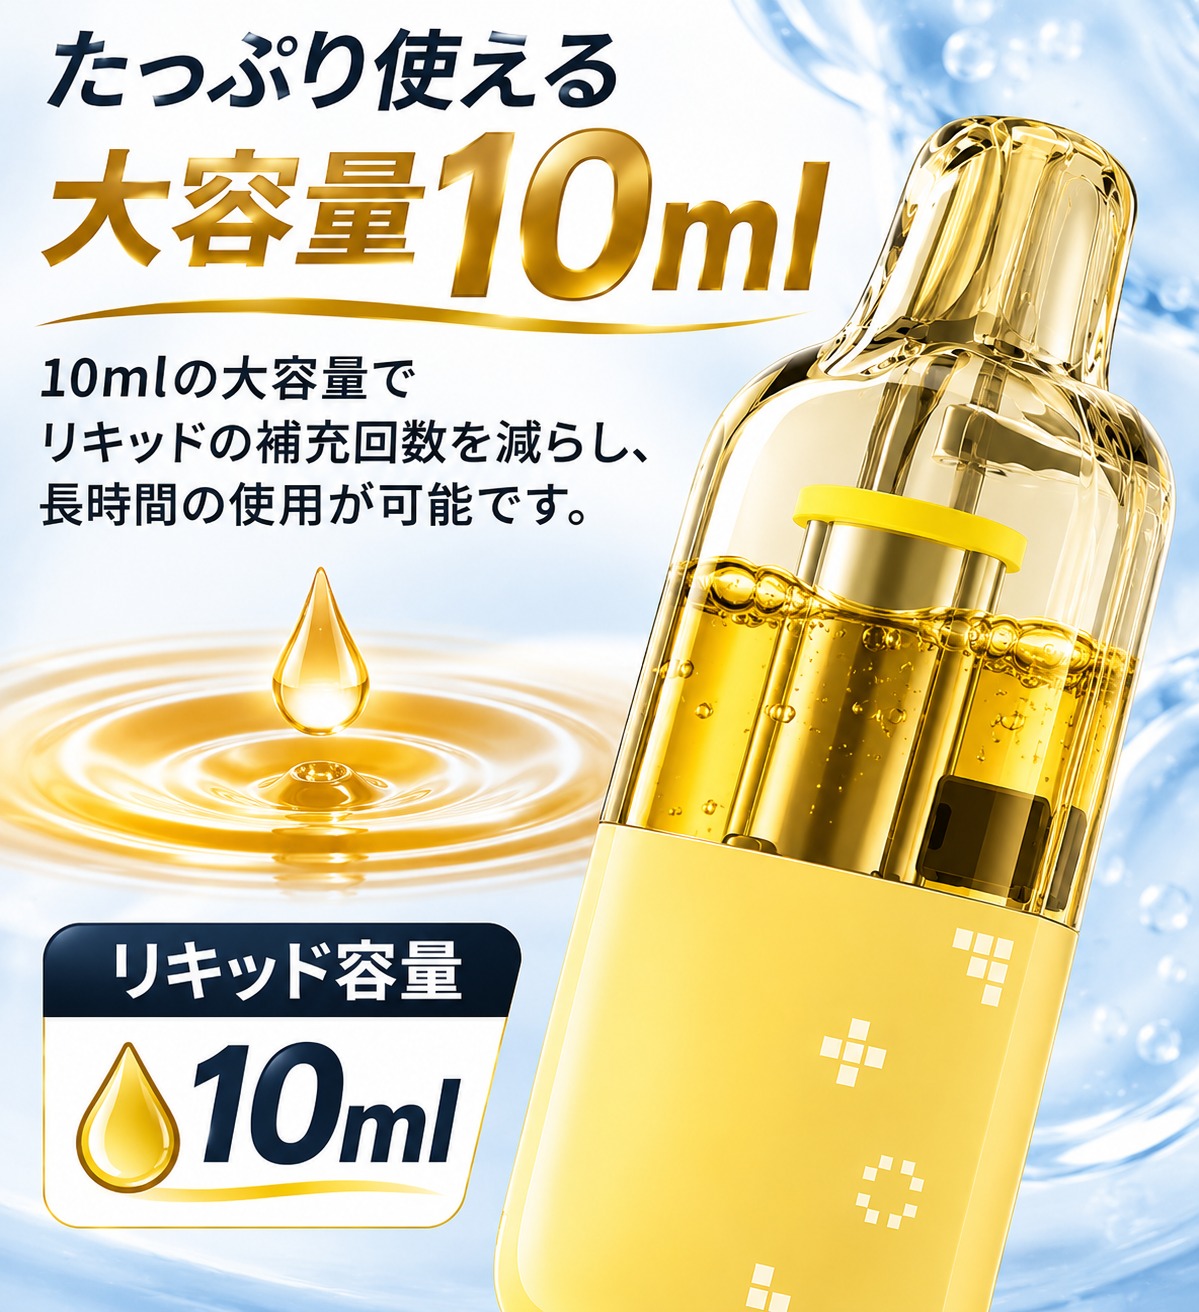 たっぷり使える
大容量10ml
10mlの大容量で
リキッドの補充回数を減らし、
長時間の使用が可能です。
リキッド容量
10ml